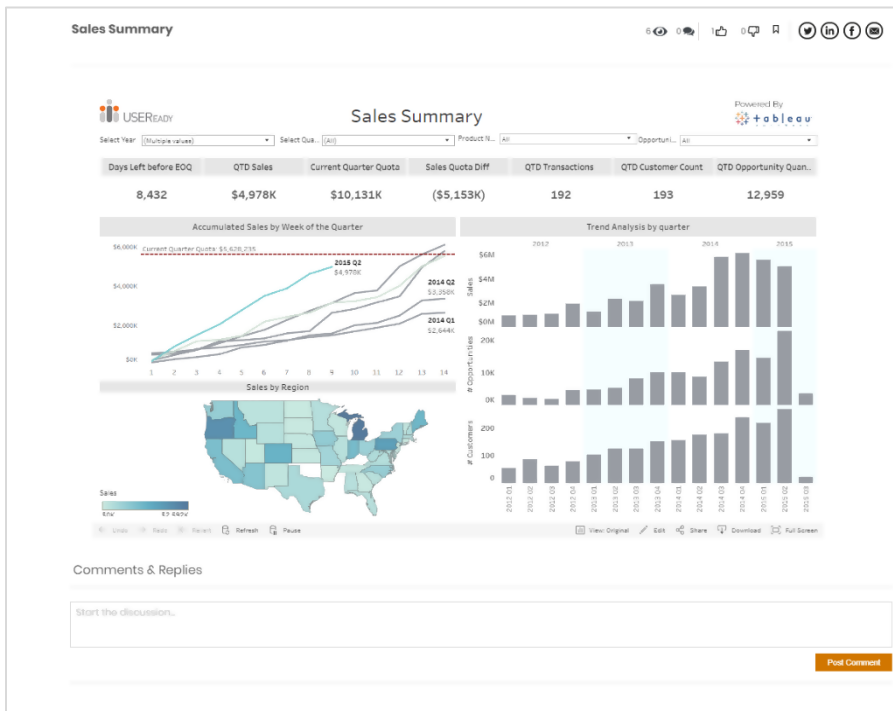 Sales Summary
6 0 1 0
USEReady
Sales Summary
Powered By
+ableau
Select Year (Multiple values) Select Qua... (All) Product N... All Opportuni... All
Days Left before EOQ QTD Sales Current Quarter Quota Sales Quota Diff QTD Transactions QTD Customer Count QTD Opportunity Quan..
8,432 $4,978K $10,131K ($5,153K) 192 193 12,959
Accumulated Sales by Week of the Quarter
$6,000K
Current Quarter Quota: $5,628,235
2015 Q2
$4,978K
$4,000K
2014 Q2
$3,358K
$2,000K
2014 Q1
$2,644K
$0K
1 2 3 4 5 6 7 8 9 10 11 12 13 14
Sales by Region
Sales
Trend Analysis by quarter
2012 2013 2014 2015
Sales
$6M
$4M
$2M
$0M
# Opportunities
20K
10K
0K
# Customers
200
100
0
2012 Q1 2012 Q2 2012 Q3 2012 Q4 2013 Q1 2013 Q2 2013 Q3 2013 Q4 2014 Q1 2014 Q2 2014 Q3 2014 Q4 2015 Q1 2015 Q2 2015 Q3
Undo Redo Revert Refresh Pause View: Original Edit Share Download Full Screen
Comments & Replies
Start the discussion..
Post Comment